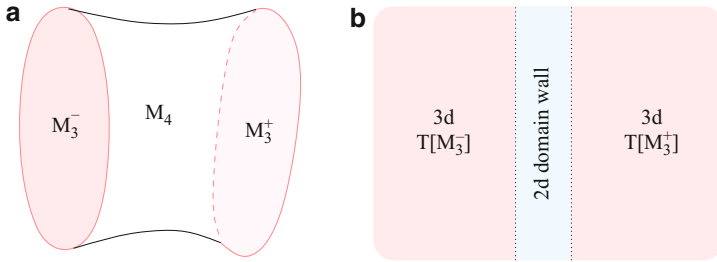 a
M₃⁻
M₄
M₃⁺
b
3d
T[M₃⁻]
2d domain wall
3d
T[M₃⁺]